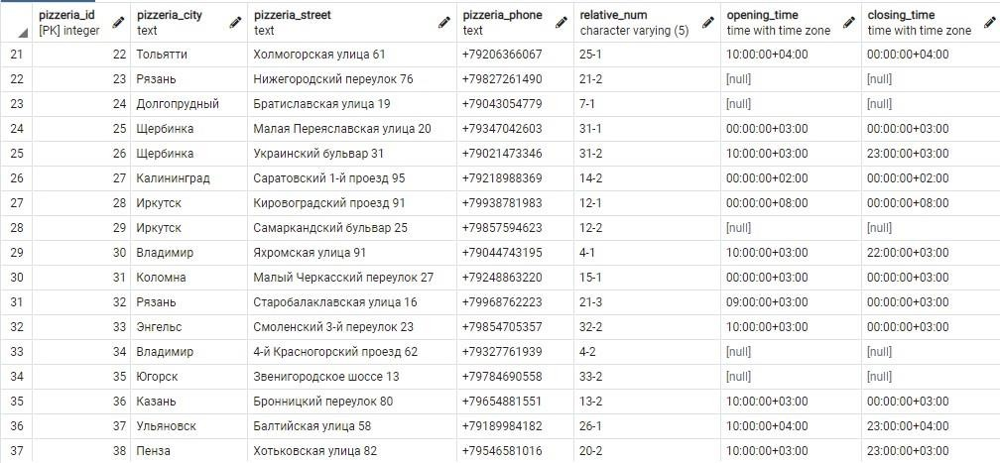 pizzeria_id pizzeria_city pizzeria_street pizzeria_phone relative_num opening_time closing_time
[PK] integer text text text character varying (5) time with time zone time with time zone
21 22 Тольятти Холмогорская улица 61 +79206366067 25-1 10:00:00+04:00 00:00:00+04:00
22 23 Рязань Нижегородский переулок 76 +79827261490 21-2 [null] [null]
23 24 Долгопрудный Братиславская улица 19 +79043054779 7-1 [null] [null]
24 25 Щербинка Малая Переяславская улица 20 +79347042603 31-1 00:00:00+03:00 00:00:00+03:00
25 26 Щербинка Украинский бульвар 31 +79021473346 31-2 10:00:00+03:00 23:00:00+03:00
26 27 Калининград Саратовский 1-й проезд 95 +79218988369 14-2 00:00:00+02:00 00:00:00+02:00
27 28 Иркутск Кировоградский проезд 91 +79938781983 12-1 00:00:00+08:00 00:00:00+08:00
28 29 Иркутск Самаркандский бульвар 25 +79857594623 12-2 [null] [null]
29 30 Владимир Яхромская улица 91 +79044743195 4-1 10:00:00+03:00 22:00:00+03:00
30 31 Коломна Малый Черкасский переулок 27 +79248863220 15-1 00:00:00+03:00 00:00:00+03:00
31 32 Рязань Старобалаклавская улица 16 +79968762223 21-3 09:00:00+03:00 00:00:00+03:00
32 33 Энгельс Смоленский 3-й переулок 23 +79854705357 32-2 10:00:00+03:00 00:00:00+03:00
33 34 Владимир 4-й Красногорский проезд 62 +79327761939 4-2 [null] [null]
34 35 Югорск Звенигородское шоссе 13 +79784690558 33-2 [null] [null]
35 36 Казань Бронницкий переулок 80 +79654881551 13-2 10:00:00+03:00 00:00:00+03:00
36 37 Ульяновск Балтийская улица 58 +79189984182 26-1 10:00:00+04:00 23:00:00+04:00
37 38 Пенза Хотьковская улица 82 +79546581016 20-2 10:00:00+03:00 23:00:00+03:00